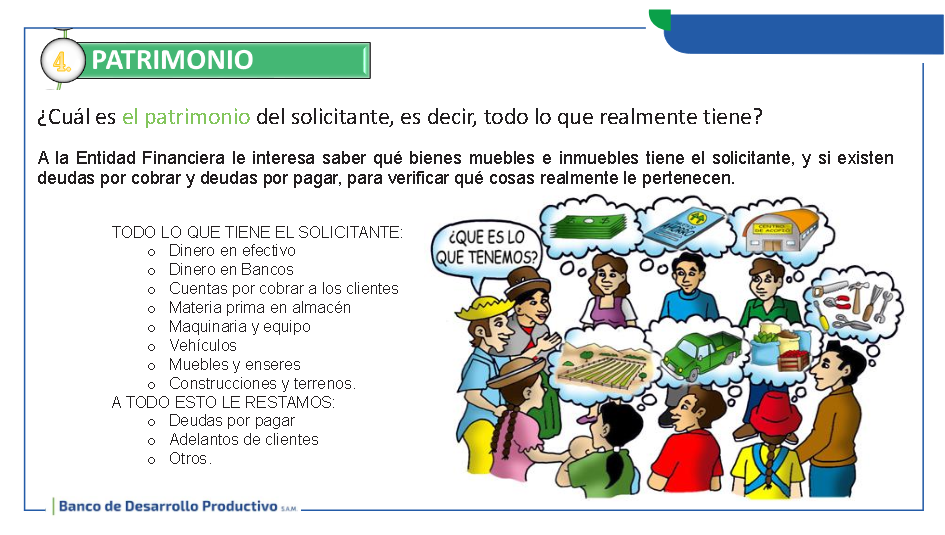 4.
PATRIMONIO
¿Cuál es el patrimonio del solicitante, es decir, todo lo que realmente tiene?
A la Entidad Financiera le interesa saber qué bienes muebles e inmuebles tiene el solicitante, y si existen
deudas por cobrar y deudas por pagar, para verificar qué cosas realmente le pertenecen.
TODO LO QUE TIENE EL SOLICITANTE:
o Dinero en efectivo
o Dinero en Bancos
o Cuentas por cobrar a los clientes
o Materia prima en almacén
o Maquinaria y equipo
o Vehículos
o Muebles y enseres
o Construcciones y terrenos.
A TODO ESTO LE RESTAMOS:
o Deudas por pagar
o Adelantos de clientes
o Otros.
¿QUE ES LO
QUE TENEMOS?
CENTRO
DE ACOPIO
Banco de Desarrollo Productivo S.A.M.